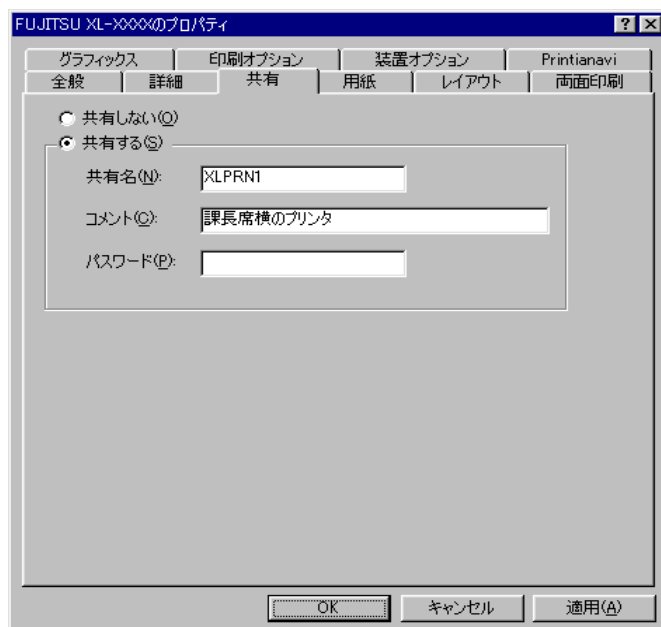 FUJITSU XL-XXXXのプロパティ
グラフィックス 印刷オプション 装置オプション Printianavi
全般 詳細 共有 用紙 レイアウト 両面印刷
共有しない(O)
共有する(S)
共有名(N): XLPRN1
コメント(C): 課長席横のプリンタ
パスワード(P):
OK キャンセル 適用(A)